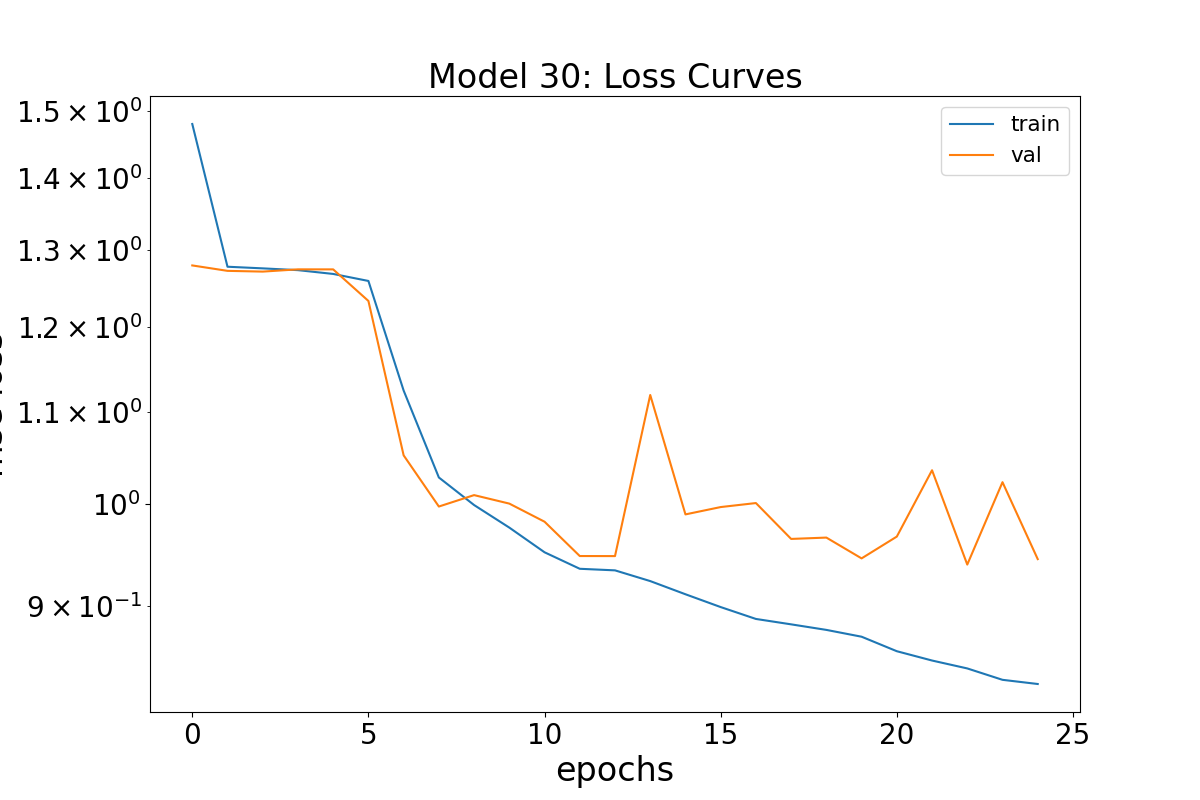 Model 30: Loss Curves
1.5 × 10⁰
1.4 × 10⁰
1.3 × 10⁰
1.2 × 10⁰
1.1 × 10⁰
10⁰
9 × 10⁻¹
train
val
0 5 10 15 20 25
epochs